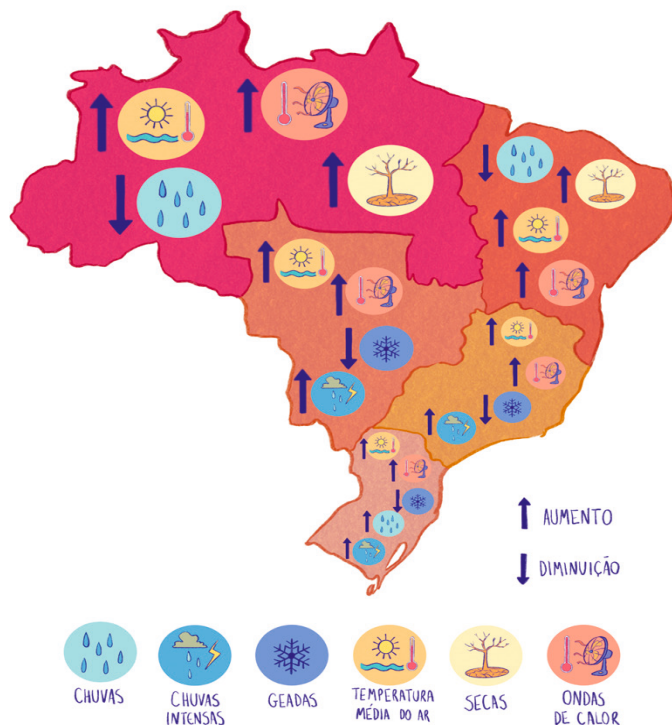 AUMENTO
DIMINUIÇÃO
CHUVAS
CHUVAS
INTENSAS
GEADAS
TEMPERATURA
MÉDIA DO AR
SECAS
ONDAS
DE CALOR